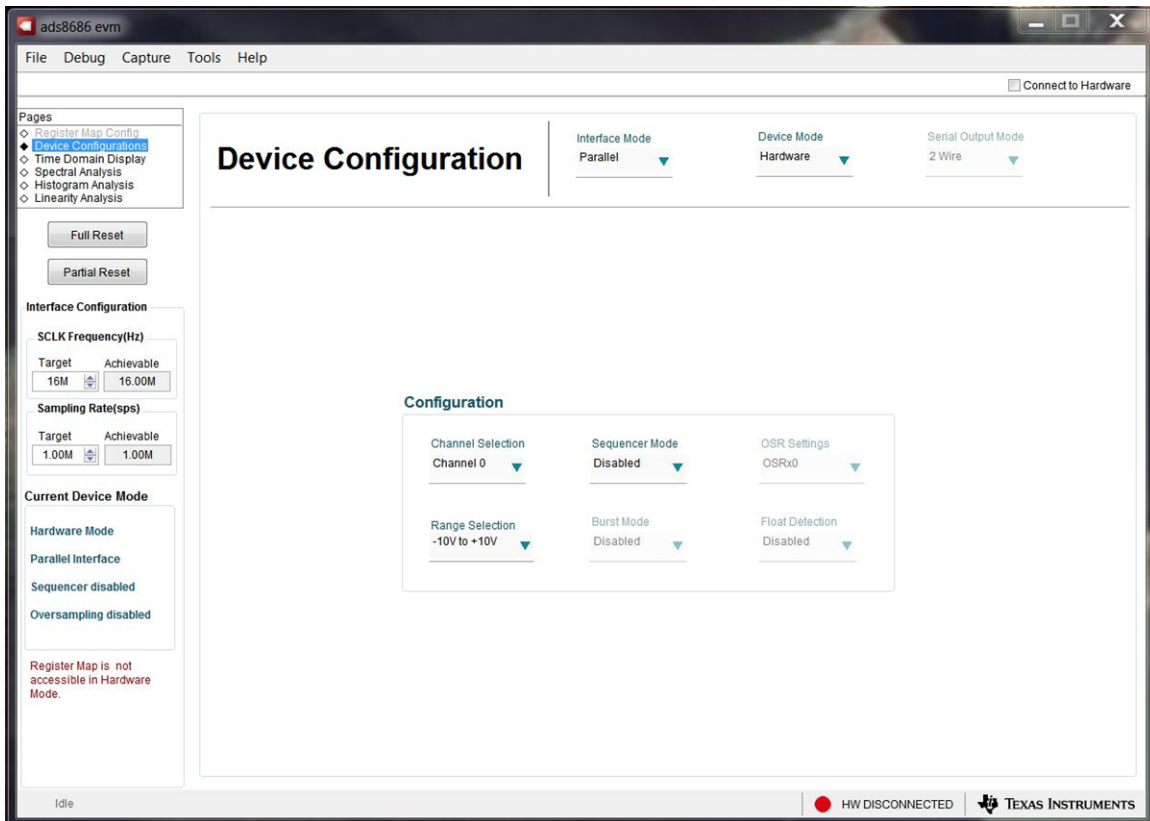 ads8686 evm
File Debug Capture Tools Help
Connect to Hardware
Pages
Register Map Config
Device Configurations
Time Domain Display
Spectral Analysis
Histogram Analysis
Linearity Analysis
Full Reset
Partial Reset
Interface Configuration
SCLK Frequency(Hz)
Target Achievable
16M 16.00M
Sampling Rate(sps)
Target Achievable
1.00M 1.00M
Current Device Mode
Hardware Mode
Parallel Interface
Sequencer disabled
Oversampling disabled
Register Map is not
accessible in Hardware
Mode.
Device Configuration
Interface Mode Device Mode Serial Output Mode
Parallel Hardware 2 Wire
Configuration
Channel Selection Sequencer Mode OSR Settings
Channel 0 Disabled OSRx0
Range Selection Burst Mode Float Detection
-10V to +10V Disabled Disabled
Idle HW DISCONNECTED TEXAS INSTRUMENTS